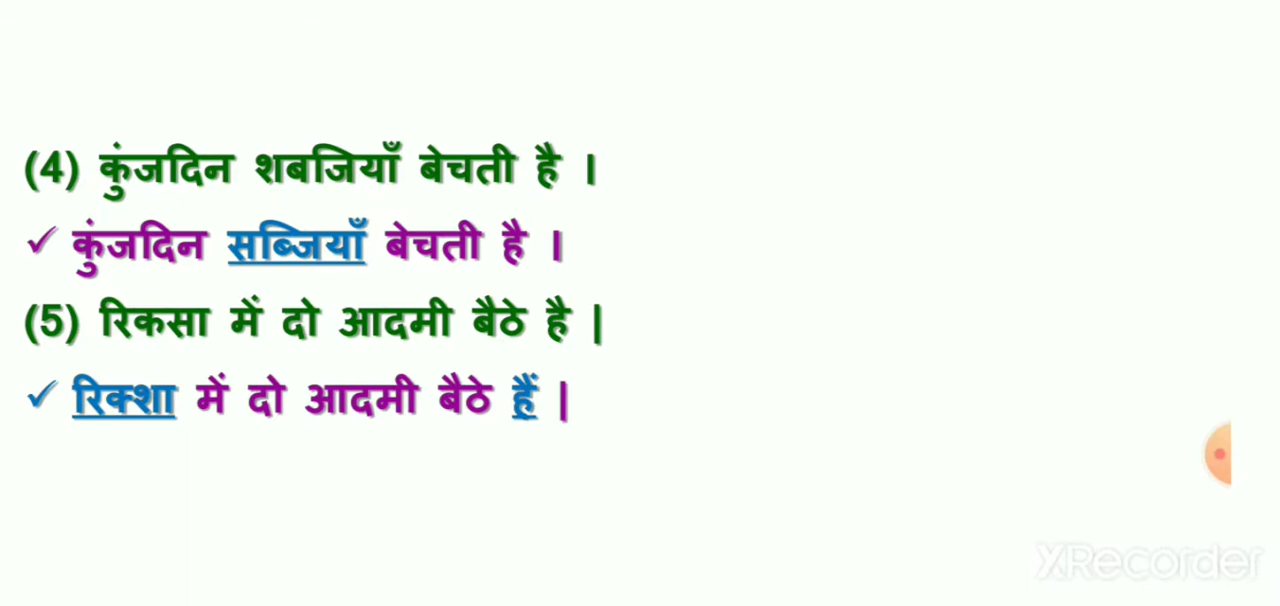 (4) कुंजदिन शबजियाँ बेचती है ।
✓ कुंजदिन सब्जियाँ बेचती है ।
(5) रिकसा में दो आदमी बैठे है |
✓ रिक्शा में दो आदमी बैठे हैं |
XRecorder